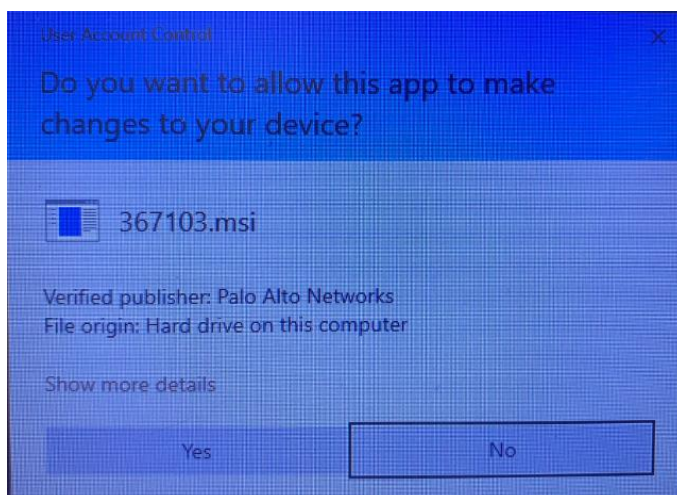 User Account Control
Do you want to allow this app to make
changes to your device?
367103.msi
Verified publisher: Palo Alto Networks
File origin: Hard drive on this computer
Show more details
Yes
No